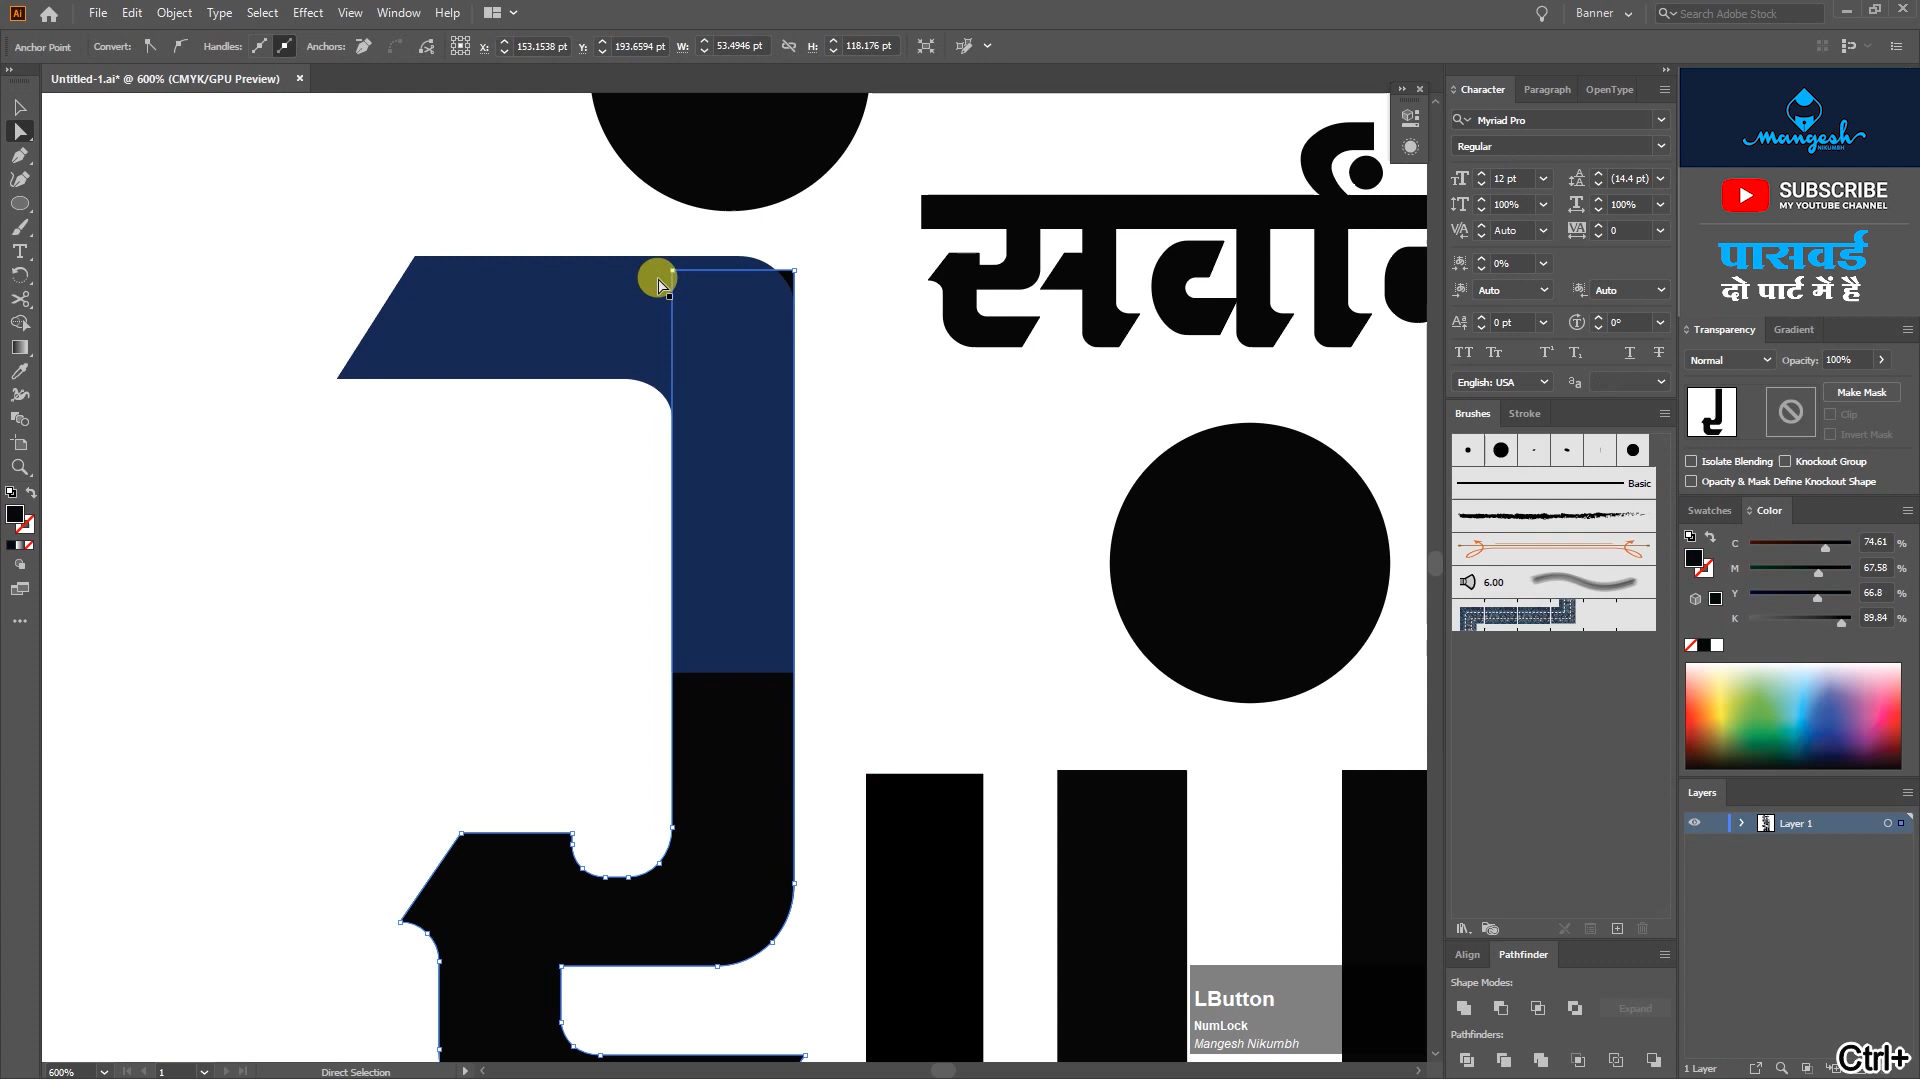 Ai File Edit Object Type Select Effect View Window Help Banner Search Adobe Stock
Anchor Point Convert: Handles: Anchors: X: 153.1538 pt Y: 193.6594 pt W: 53.4946 pt H: 118.176 pt
Untitled-1.ai* @ 600% (CMYK/GPU Preview)
Character Paragraph OpenType
Myriad Pro
Regular
12 pt (14.4 pt)
100% 100%
Auto 0
0%
Auto Auto
0 pt 0°
English: USA
Brushes Stroke
Basic
6.00
Align Pathfinder
Shape Modes:
Expand
Pathfinders:
mangesh
NIKUMBH
SUBSCRIBE
MY YOUTUBE CHANNEL
पासवर्ड
दो पार्ट में है
Transparency Gradient
Normal Opacity: 100%
Make Mask
Clip
Invert Mask
Isolate Blending Knockout Group
Opacity & Mask Define Knockout Shape
Swatches Color
C 74.61 %
M 67.58 %
Y 66.8 %
K 89.84 %
Layers
Layer 1
1 Layer
LButton
NumLock
Mangesh Nikumbh
Ctrl+
600% 1 Direct Selection